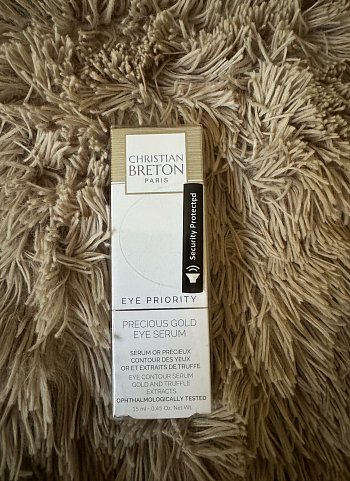 CHRISTIAN
BRETON
PARIS
Security Protected
EYE PRIORITY
PRECIOUS GOLD
EYE SERUM
SÉRUM OR PRÉCIEUX
CONTOUR DES YEUX
OR ET EXTRAITS DE TRUFFE
EYE CONTOUR SERUM
GOLD AND TRUFFLE
EXTRACTS
OPHTHALMOLOGICALLY TESTED
15 ml - 0.45 Oz. Net Wt.